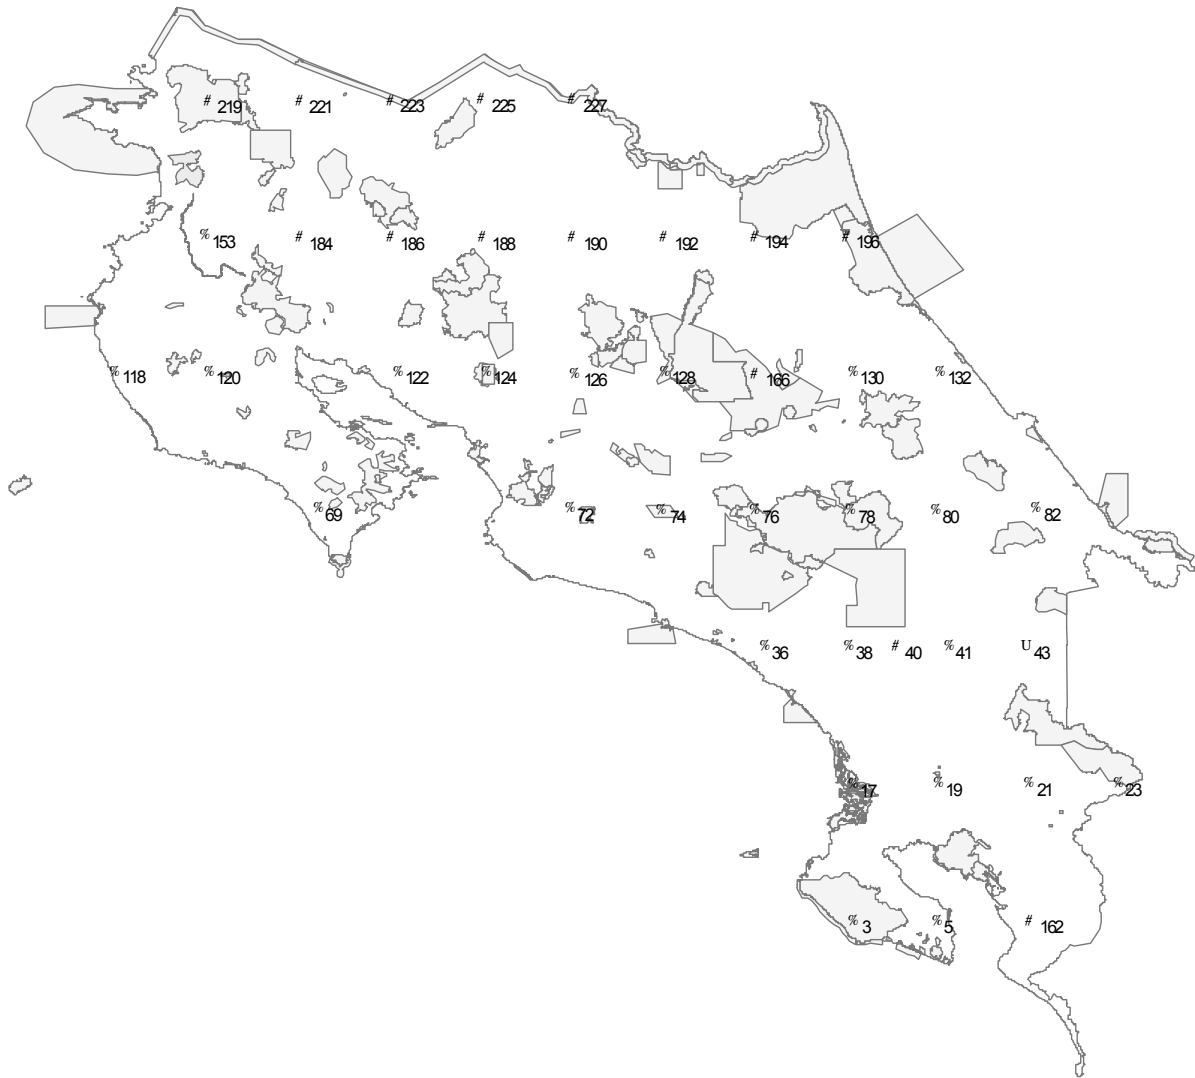 # 219 # 221 # 223 # 225 # 227
% 153 # 184 # 186 # 188 # 190 # 192 # 194 # 196
% 118 % 120 % 122 % 124 % 126 % 128 # 166 % 130 % 132
% 69 % 72 % 74 % 76 % 78 % 80 % 82
% 36 % 38 # 40 % 41 U 43
% 17 % 19 % 21 % 23
% 3 % 5 # 162